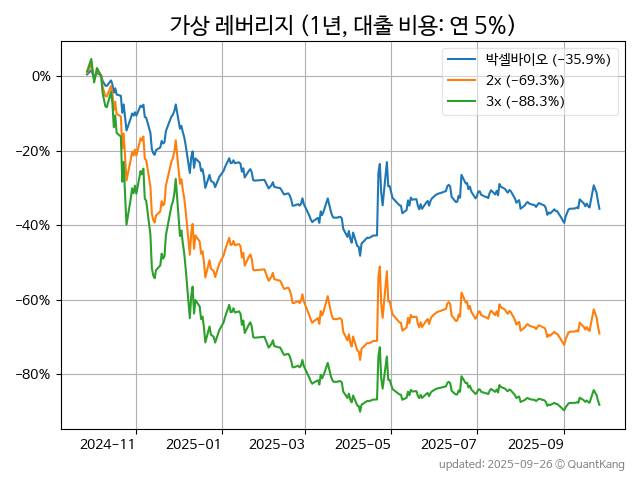 가상 레버리지 (1년, 대출 비용: 연 5%)
박셀바이오 (−35.9%)
2x (−69.3%)
3x (−88.3%)
0%
−20%
−40%
−60%
−80%
2024-11 2025-01 2025-03 2025-05 2025-07 2025-09
updated: 2025-09-26 © QuantKang